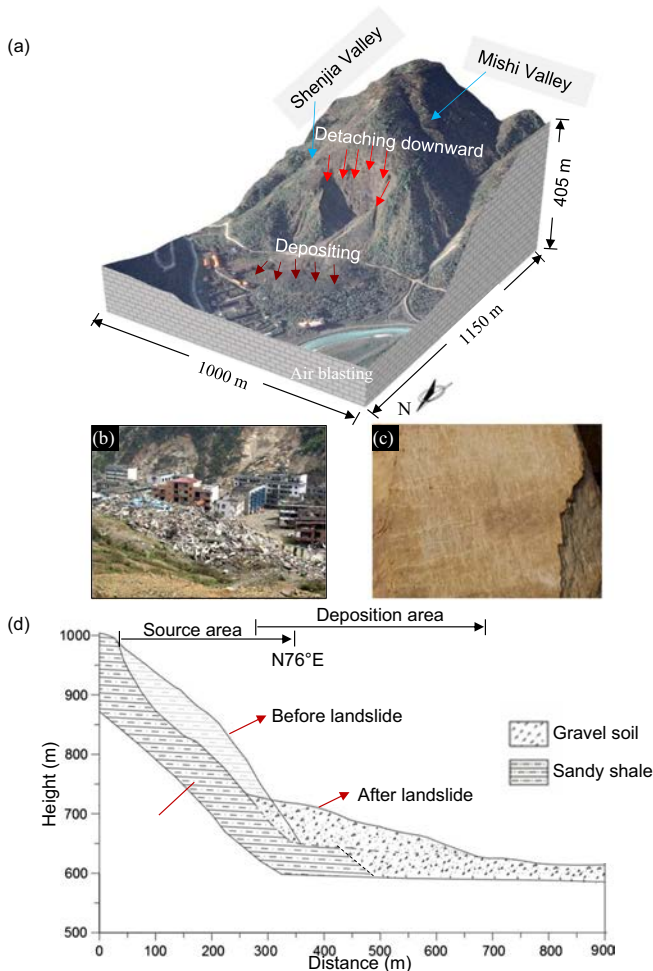 (a)
Shenjia Valley
Mishi Valley
Detaching downward
405 m
Depositing
1150 m
1000 m
Air blasting
N
(b)
(c)
(d)
Source area
Deposition area
N76°E
Before landslide
After landslide
Gravel soil
Sandy shale
Height (m)
1000
900
800
700
600
500
0
100
200
300
400
500
600
700
800
900
Distance (m)